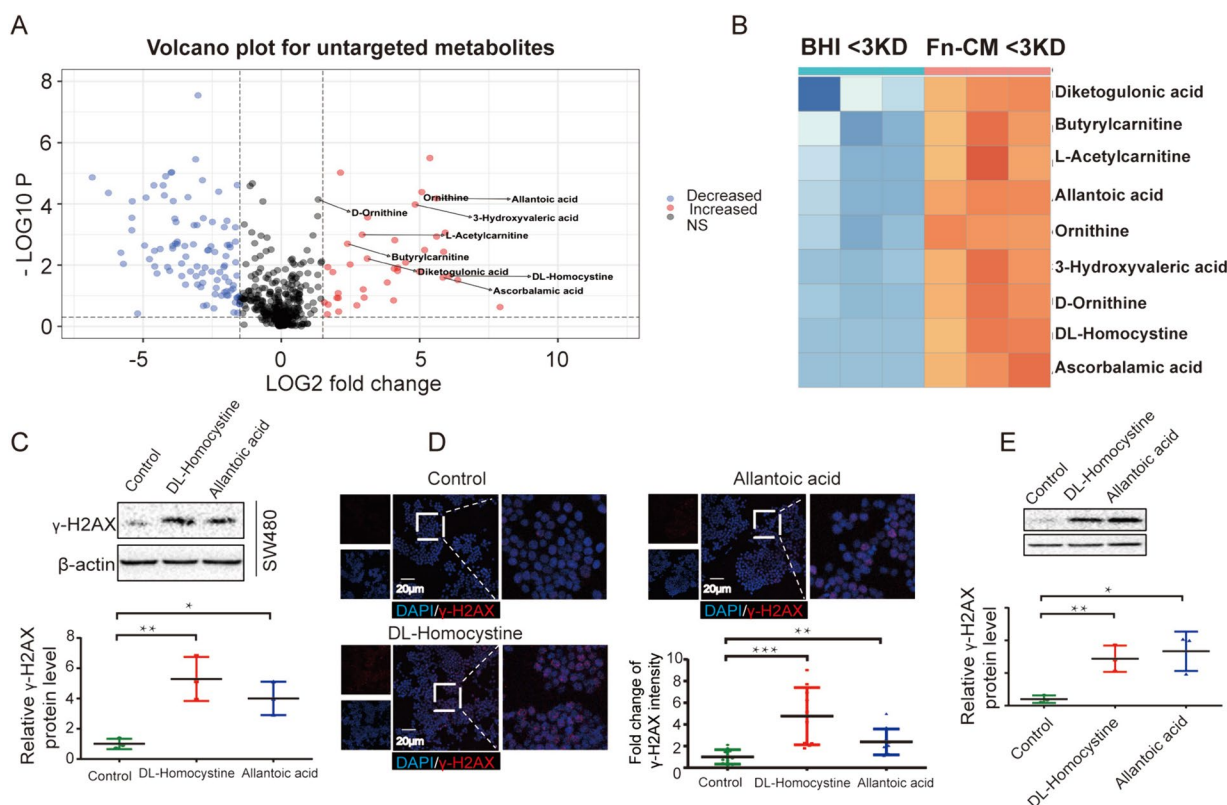 A
Volcano plot for untargeted metabolites
8
6
4
2
0
- LOG10 P
-5
0
5
10
LOG2 fold change
Ornithine
Allantoic acid
D-Ornithine
3-Hydroxyvaleric acid
L-Acetylcarnitine
Butyrylcarnitine
Diketogulonic acid
DL-Homocystine
Ascorbalamic acid
Decreased
Increased
NS
B
BHI <3KD
Fn-CM <3KD
Diketogulonic acid
Butyrylcarnitine
L-Acetylcarnitine
Allantoic acid
Ornithine
3-Hydroxyvaleric acid
D-Ornithine
DL-Homocystine
Ascorbalamic acid
C
Control
DL-Homocystine
Allantoic acid
γ-H2AX
β-actin
SW480
Relative γ-H2AX
protein level
8
6
4
2
0
**
*
Control
DL-Homocystine
Allantoic acid
D
Control
20μm
DAPI/γ-H2AX
Allantoic acid
20μm
DAPI/γ-H2AX
DL-Homocystine
20μm
DAPI/γ-H2AX
Fold change of
γ-H2AX intensity
10
8
6
4
2
0
**
***
Control
DL-Homocystine
Allantoic acid
E
Control
DL-Homocystine
Allantoic acid
Relative γ-H2AX
protein level
*
**
Control
DL-Homocystine
Allantoic acid